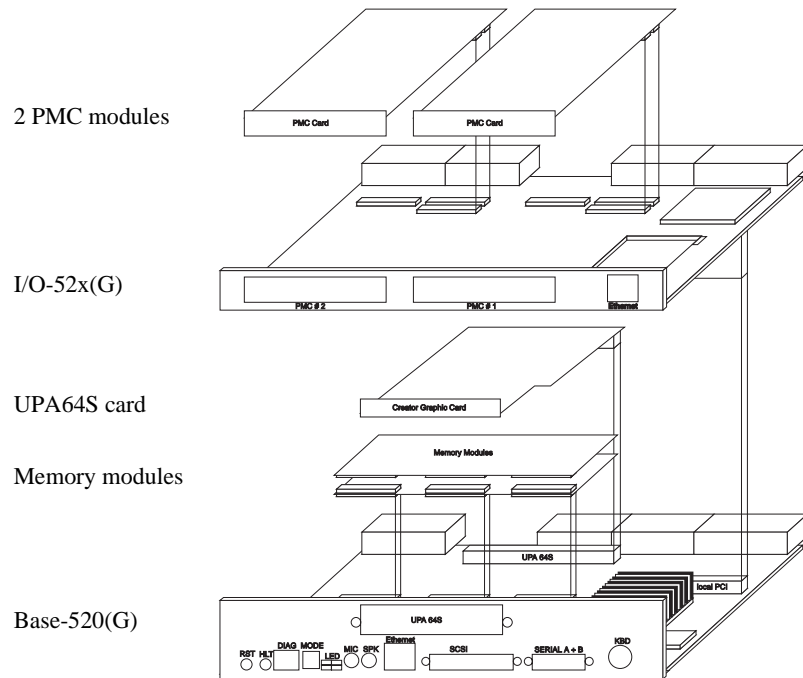 2 PMC modules
PMC Card
PMC Card
I/O-52x(G)
PMC # 2
PMC # 1
Ethernet
UPA64S card
Creator Graphic Card
Memory modules
Memory Modules
UPA 64S
local PCI
Base-520(G)
UPA 64S
RST
HLT
DIAG
MODE
LED
MIC
SPK
Ethernet
SCSI
SERIAL A + B
KBD